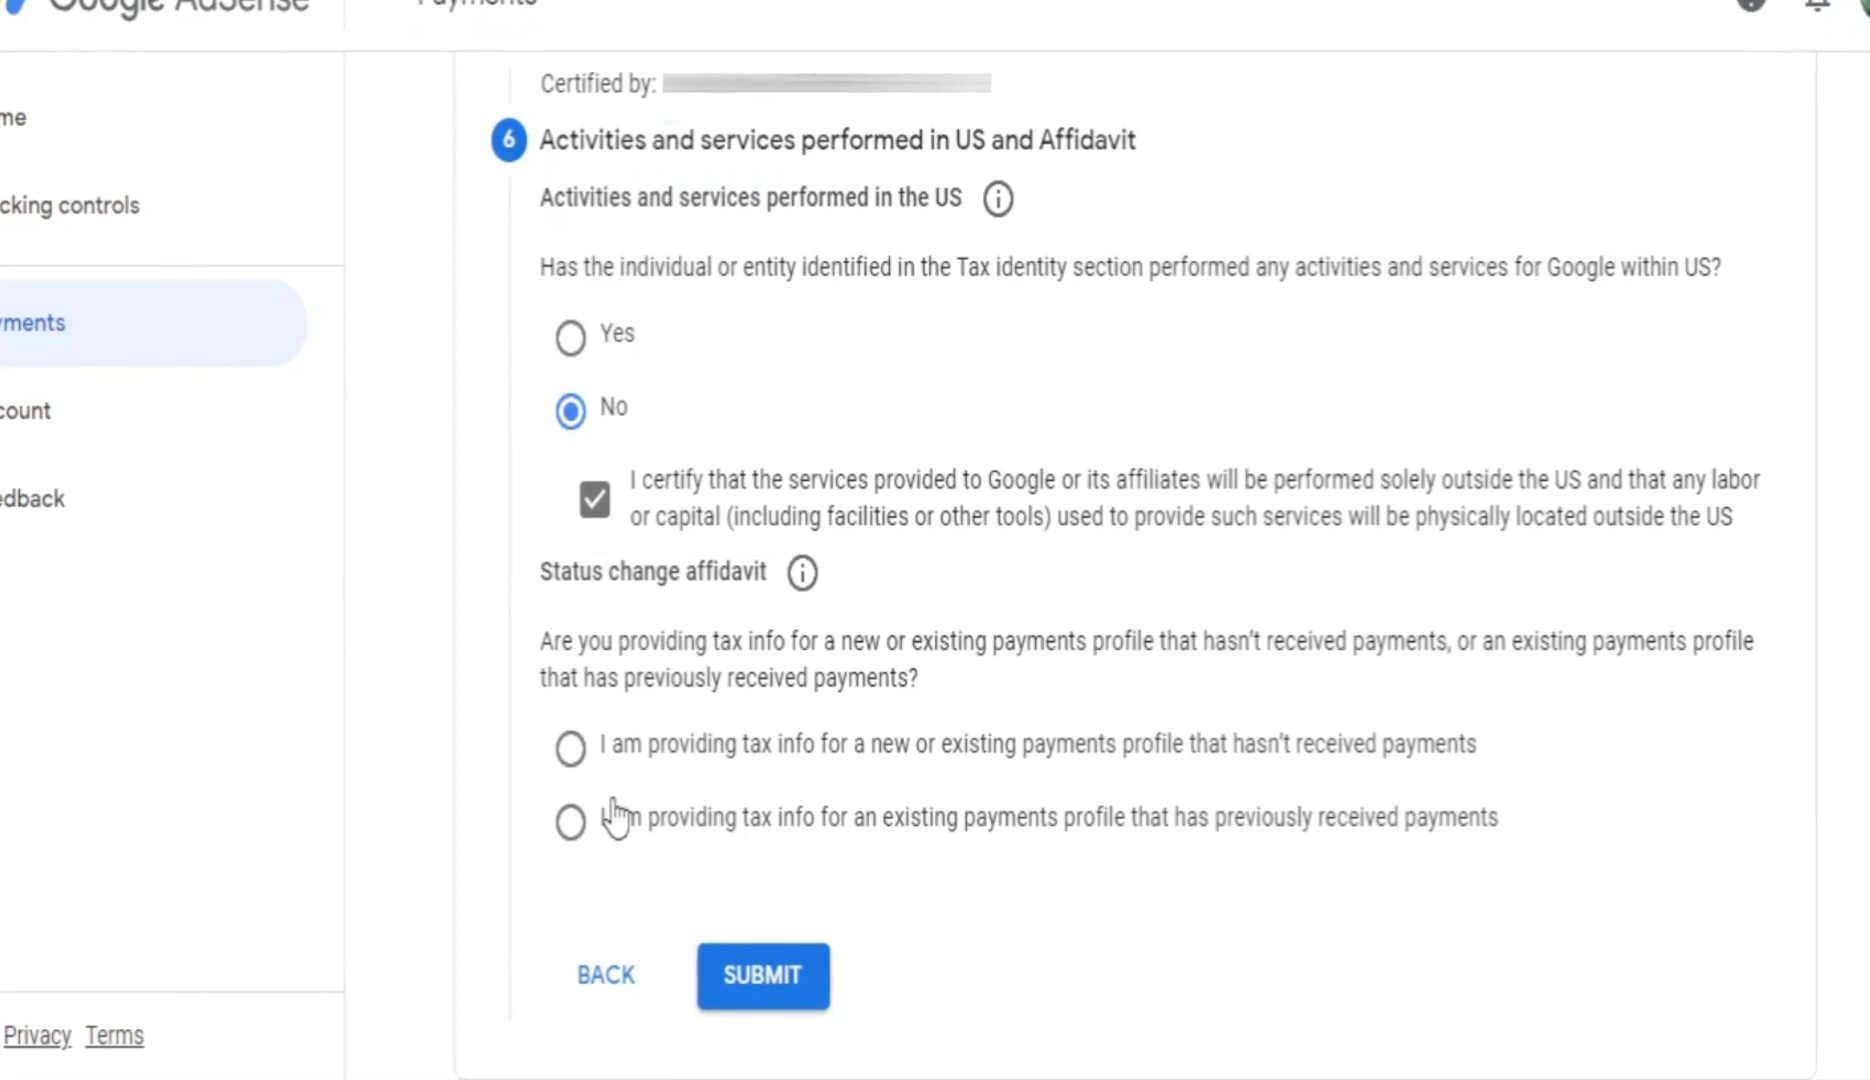 Google AdSense
Payments
Certified by:
me
6 Activities and services performed in US and Affidavit
cking controls
Activities and services performed in the US
Has the individual or entity identified in the Tax identity section performed any activities and services for Google within US?
yments
Yes
count
No
edback
I certify that the services provided to Google or its affiliates will be performed solely outside the US and that any labor
or capital (including facilities or other tools) used to provide such services will be physically located outside the US
Status change affidavit
Are you providing tax info for a new or existing payments profile that hasn't received payments, or an existing payments profile
that has previously received payments?
I am providing tax info for a new or existing payments profile that hasn't received payments
I am providing tax info for an existing payments profile that has previously received payments
BACK
SUBMIT
Privacy Terms